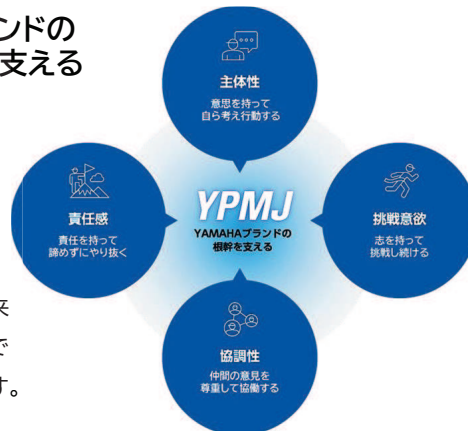 ンドの
支える
主体性
意思を持って
自ら考え行動する
責任感
責任を持って
諦めずにやり抜く
YPMJ
YAMAHAブランドの
根幹を支える
挑戦意欲
志を持って
挑戦し続ける
来
で
す。
協調性
仲間の意見を
尊重して協働する